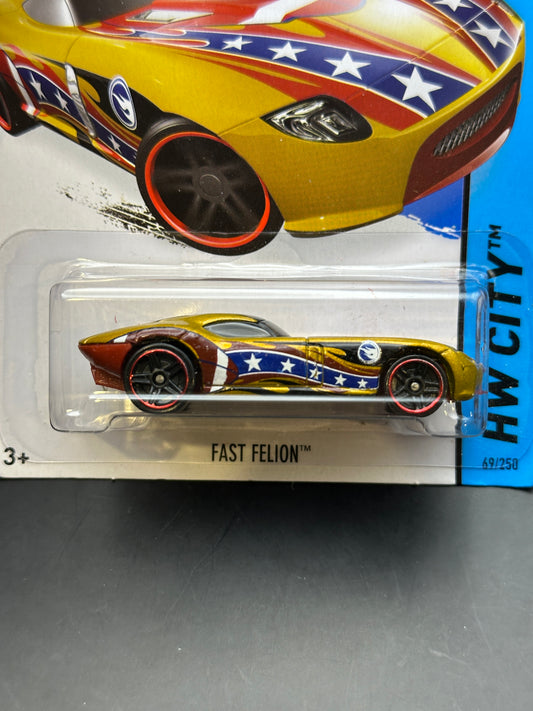 HW CITY™
3+
FAST FELION™
69/250